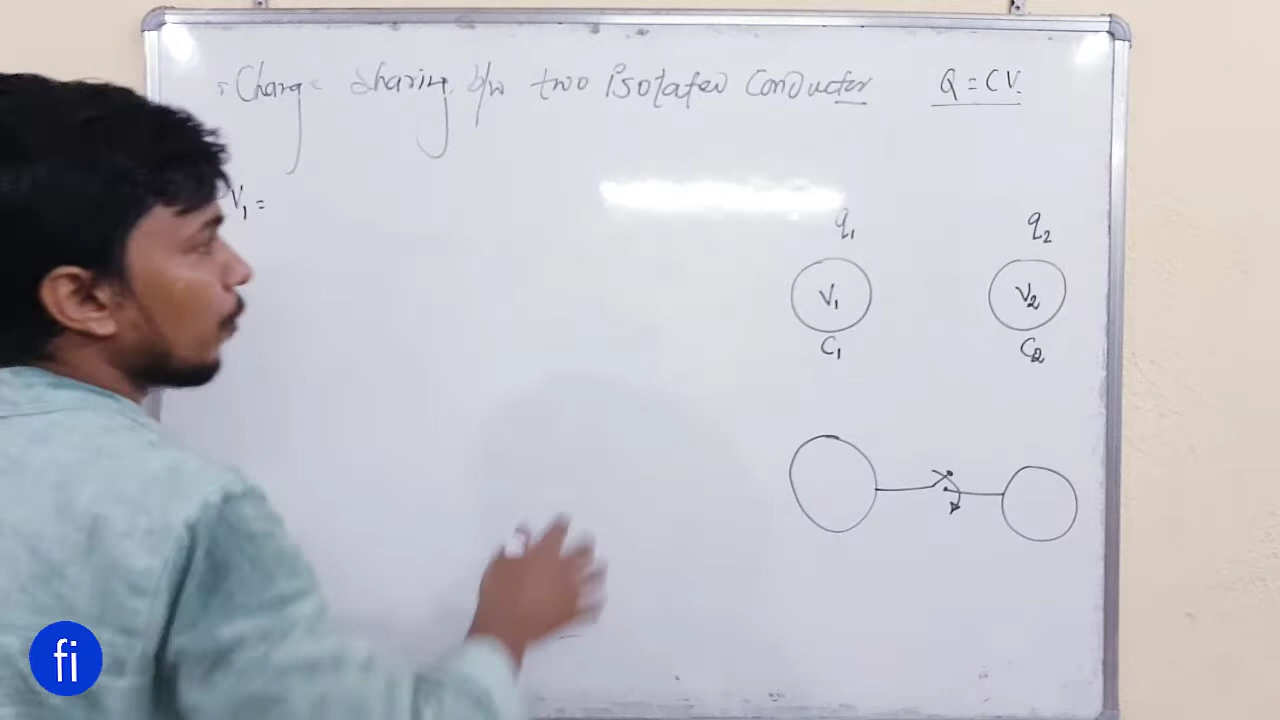 Charge sharing b/w two isolated conductor Q = CV.
V₁ =
q₁ q₂
V₁ V₂
C₁ C₂
fi